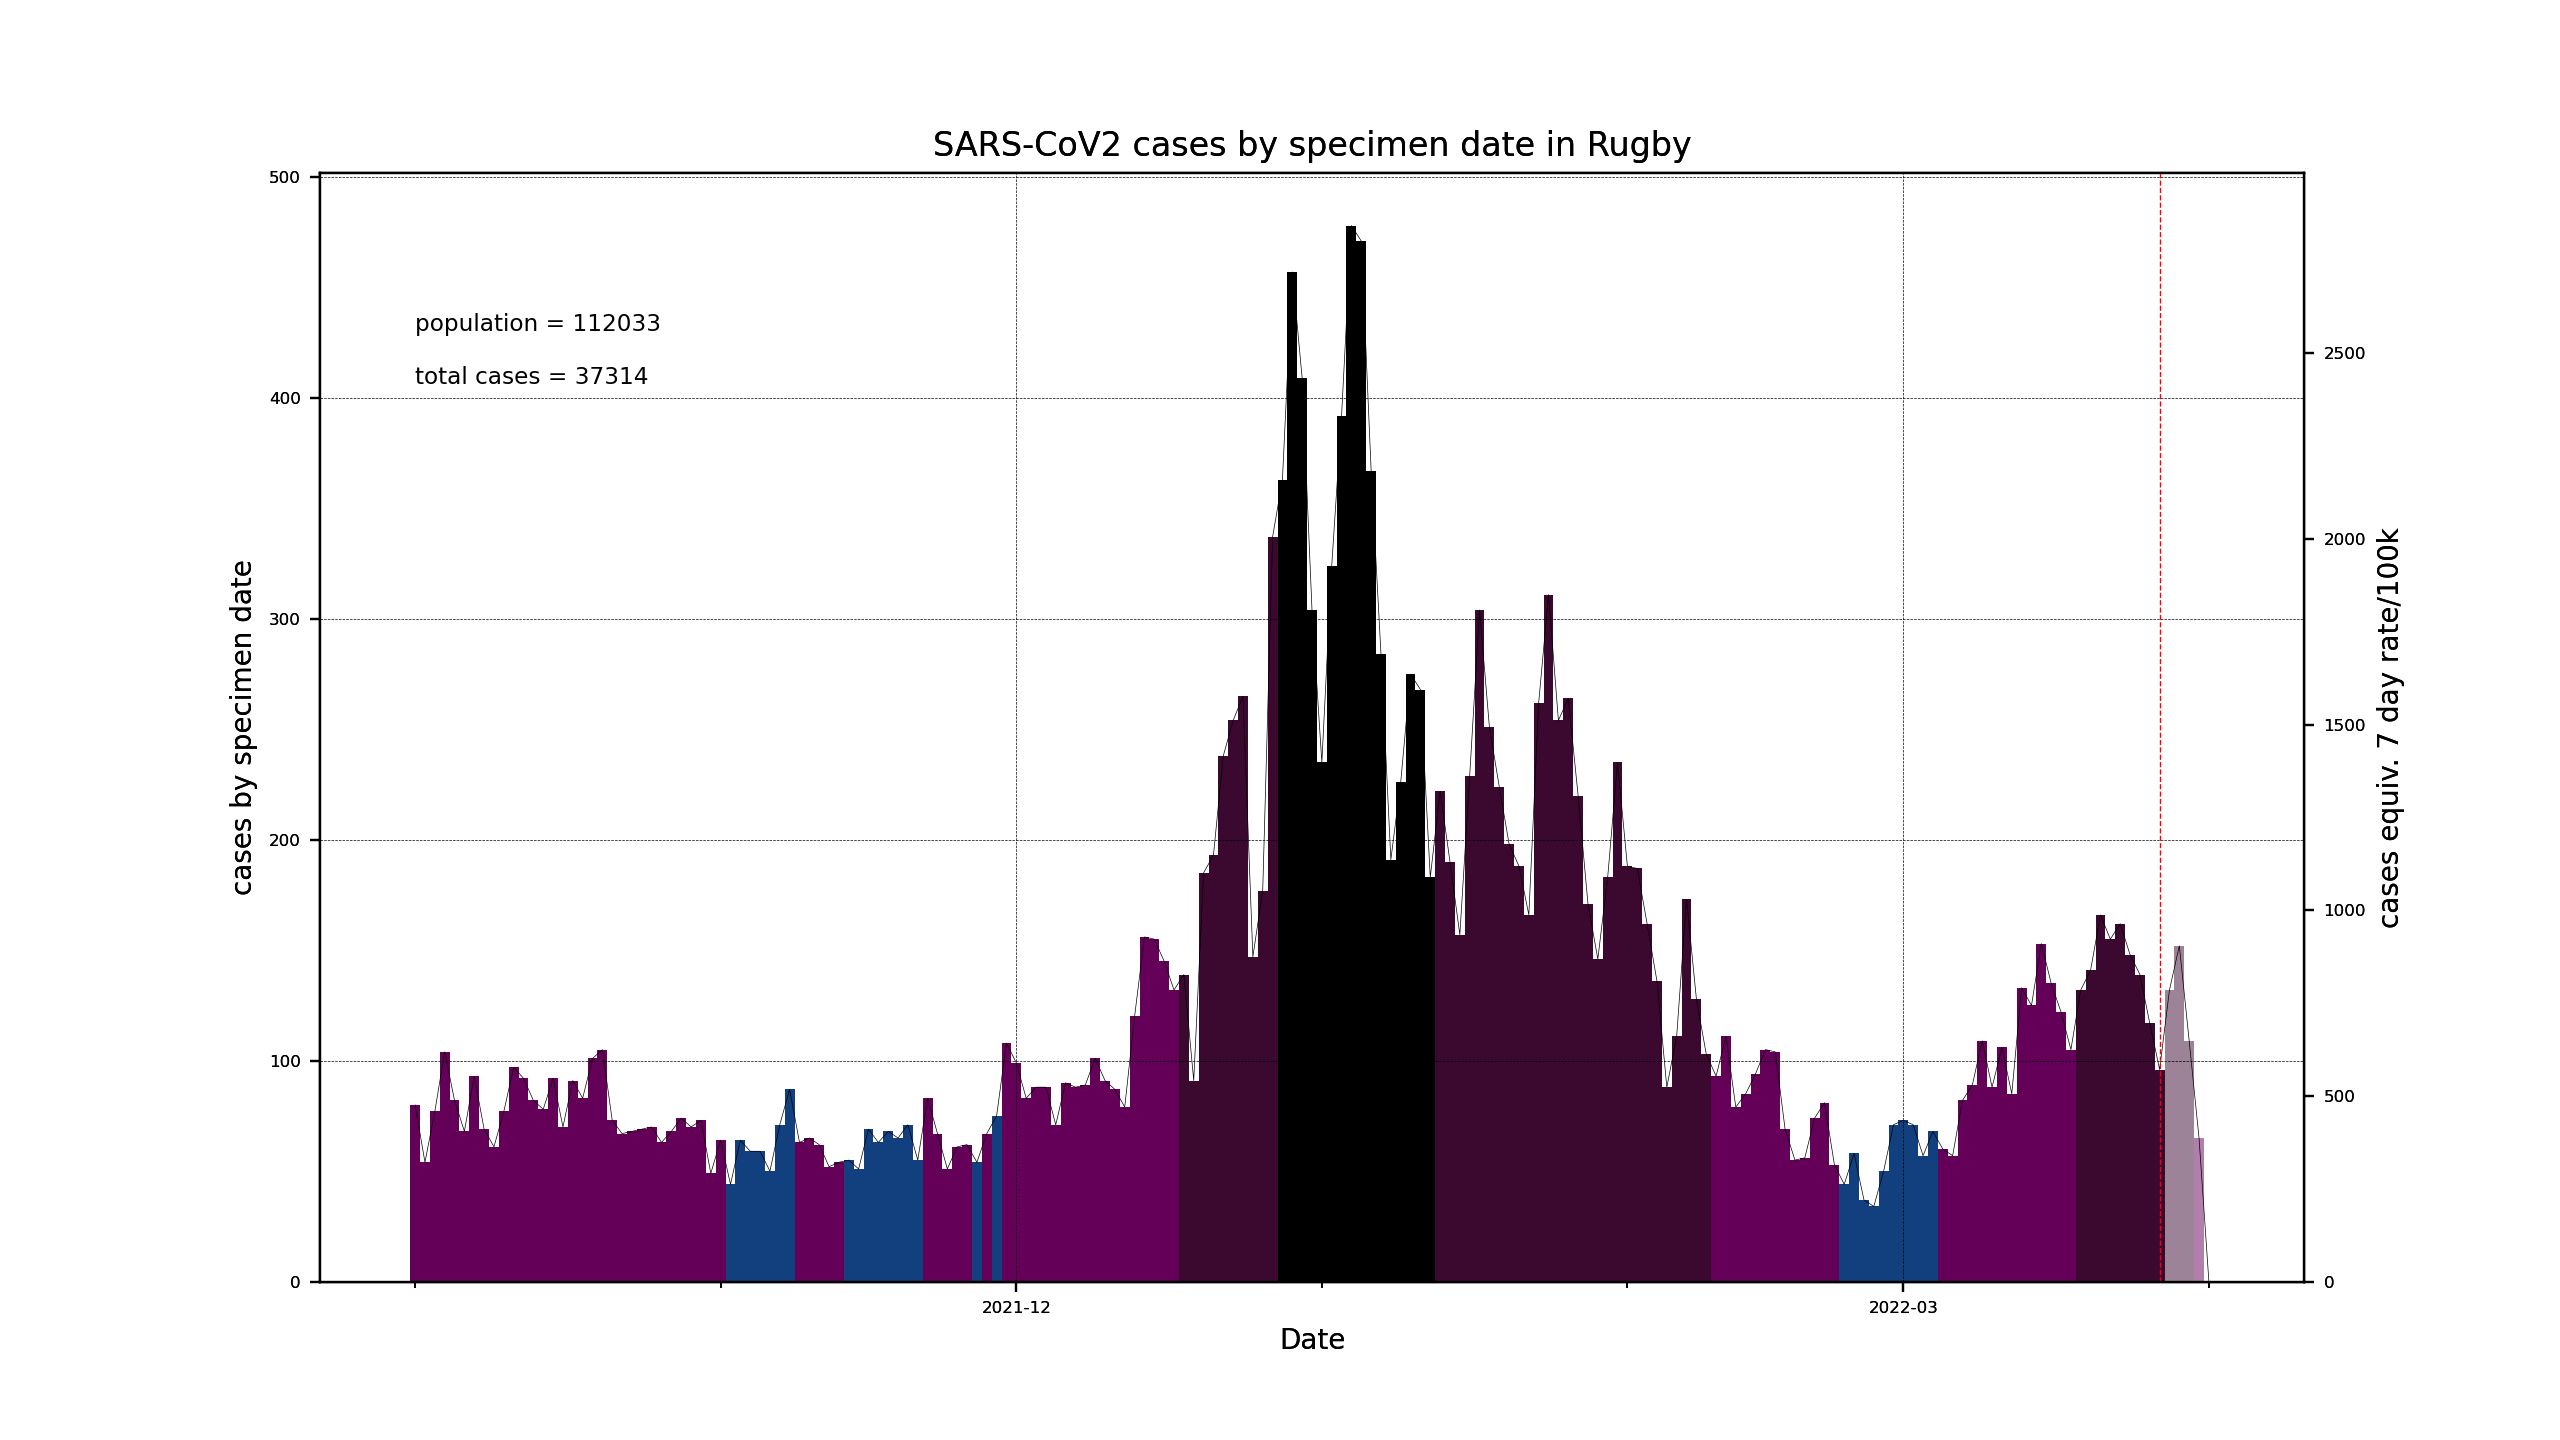 SARS-CoV2 cases by specimen date in Rugby
500
400
300
200
100
0
cases by specimen date
population = 112033
total cases = 37314
2500
2000
1500
1000
500
0
cases equiv. 7 day rate/100k
2021-12
2022-03
Date